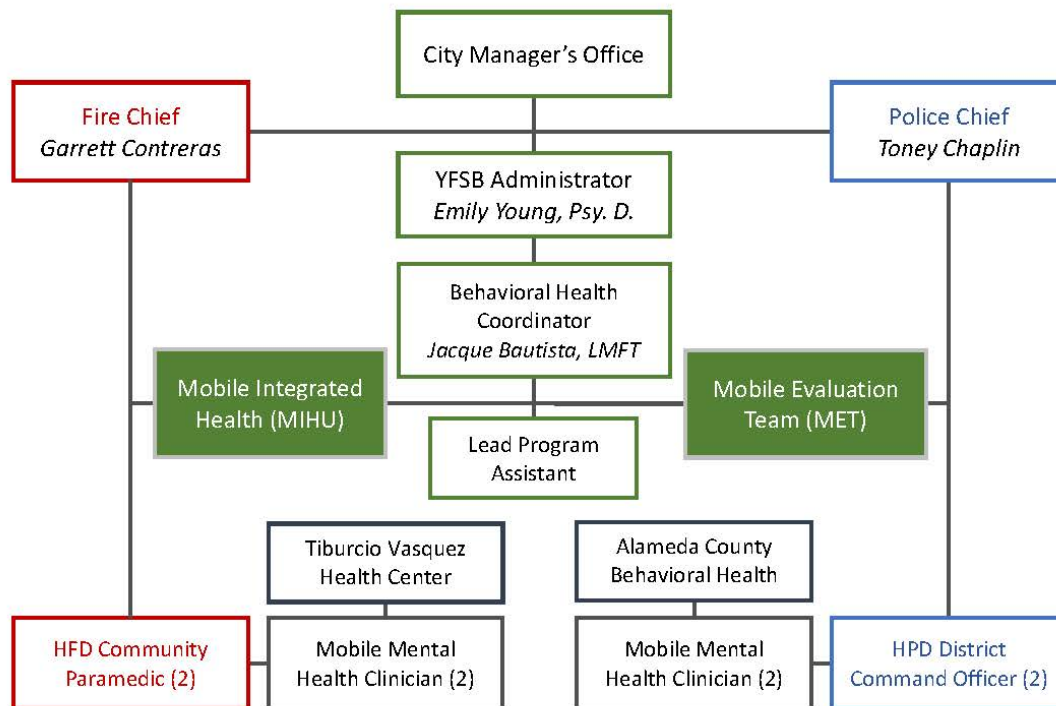 City Manager's Office
Fire Chief
Garrett Contreras
Police Chief
Toney Chaplin
YFSB Administrator
Emily Young, Psy. D.
Behavioral Health
Coordinator
Jacque Bautista, LMFT
Mobile Integrated
Health (MIHU)
Mobile Evaluation
Team (MET)
Lead Program
Assistant
Tiburcio Vasquez
Health Center
Alameda County
Behavioral Health
HFD Community
Paramedic (2)
Mobile Mental
Health Clinician (2)
Mobile Mental
Health Clinician (2)
HPD District
Command Officer (2)